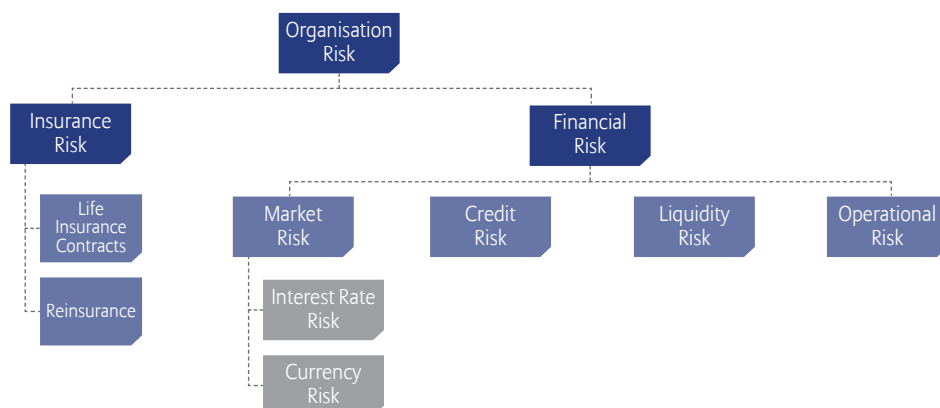 Organisation
Risk
Insurance
Risk
Financial
Risk
Life
Insurance
Contracts
Market
Risk
Credit
Risk
Liquidity
Risk
Operational
Risk
Reinsurance
Interest Rate
Risk
Currency
Risk